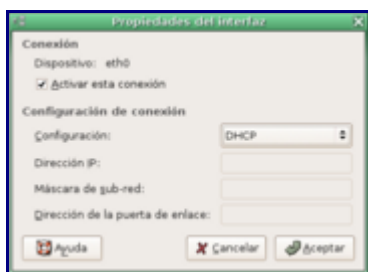 Propiedades del interfaz
Conexión
Dispositivo: eth0
Activar esta conexión
Configuración de conexión
Configuración: DHCP
Dirección IP:
Máscara de sub-red:
Dirección de la puerta de enlace:
Ayuda Cancelar Aceptar